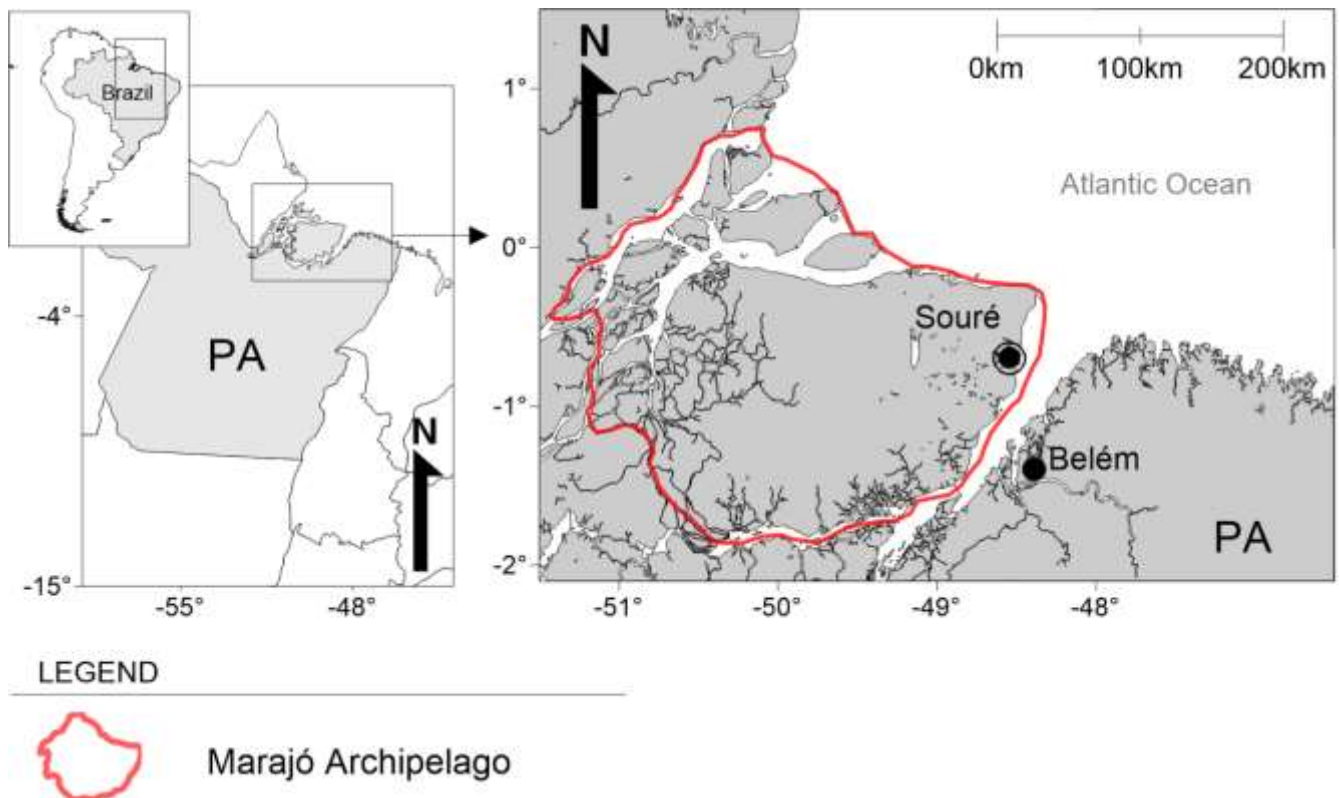 Brazil
-4°
-15°
-55°
-48°
PA
N
N
0km 100km 200km
1°
0°
-1°
-2°
-51°
-50°
-49°
-48°
Atlantic Ocean
Souré
Belém
PA
LEGEND
Marajó Archipelago